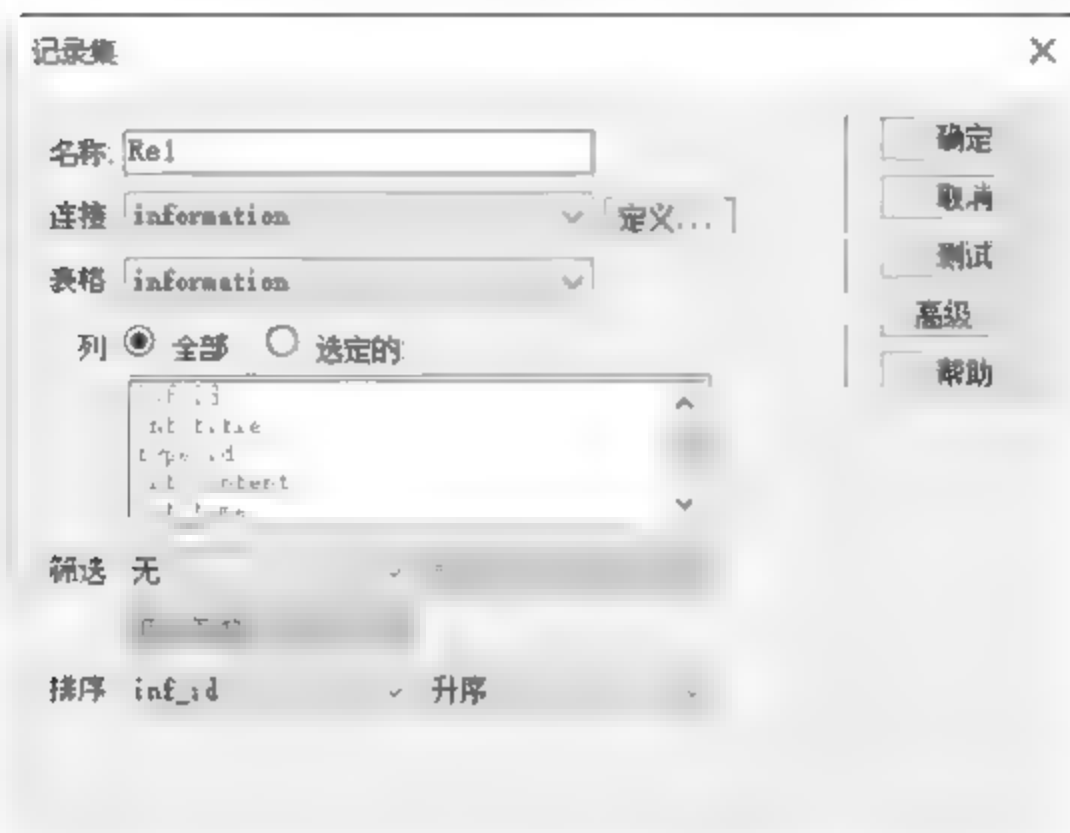 记录集
名称: Re1
连接 information 定义...
表格 information
列 全部 选定的:
筛选 无
排序 inf_id 升序
确定
取消
测试
高级
帮助